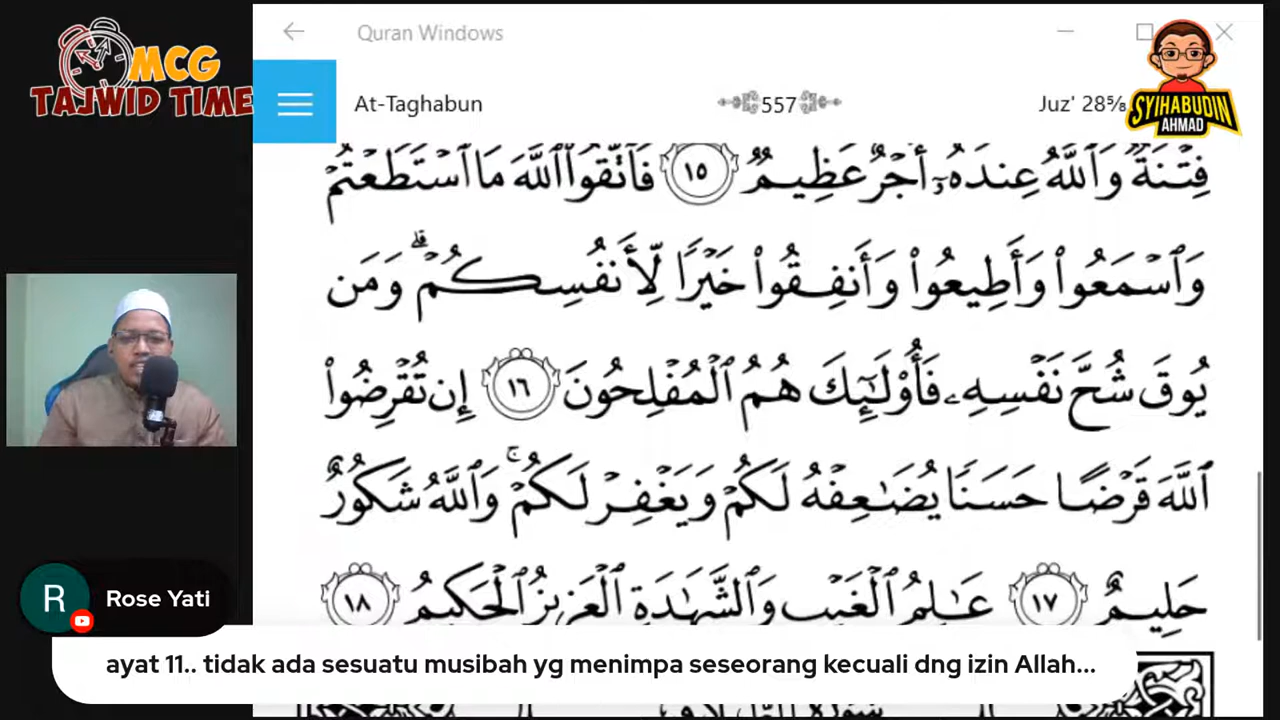 MCG
TAJWID TIME
Quran Windows
SYIHABUDIN
AHMAD
At-Taghabun
557
Juz' 28⅝
فِتْنَةٌ وَٱللَّهُ عِندَهُۥٓ أَجْرٌ عَظِيمٌ ١٥ فَٱتَّقُوا۟ ٱللَّهَ مَا ٱسْتَطَعْتُمْ
وَٱسْمَعُوا۟ وَأَطِيعُوا۟ وَأَنفِقُوا۟ خَيْرًا لِّأَنفُسِكُمْ ۗ وَمَن
يُوقَ شُحَّ نَفْسِهِۦ فَأُو۟لَـٰٓئِكَ هُمُ ٱلْمُفْلِحُونَ ١٦ إِن تُقْرِضُوا۟
ٱللَّهَ قَرْضًا حَسَنًا يُضَـٰعِفْهُ لَكُمْ وَيَغْفِرْ لَكُمْ ۚ وَٱللَّهُ شَكُورٌ
حَلِيمٌ ١٧ عَـٰلِمُ ٱلْغَيْبِ وَٱلشَّهَـٰدَةِ ٱلْعَزِيزُ ٱلْحَكِيمُ ١٨
R
Rose Yati
ayat 11.. tidak ada sesuatu musibah yg menimpa seseorang kecuali dng izin Allah...